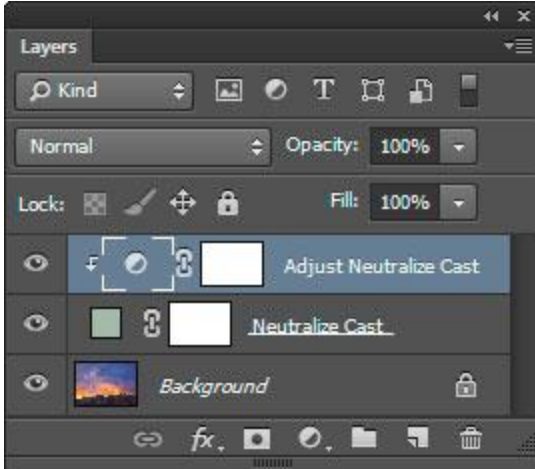 Layers
Kind
Normal Opacity: 100%
Lock: Fill: 100%
Adjust Neutralize Cast
Neutralize Cast
Background
fx